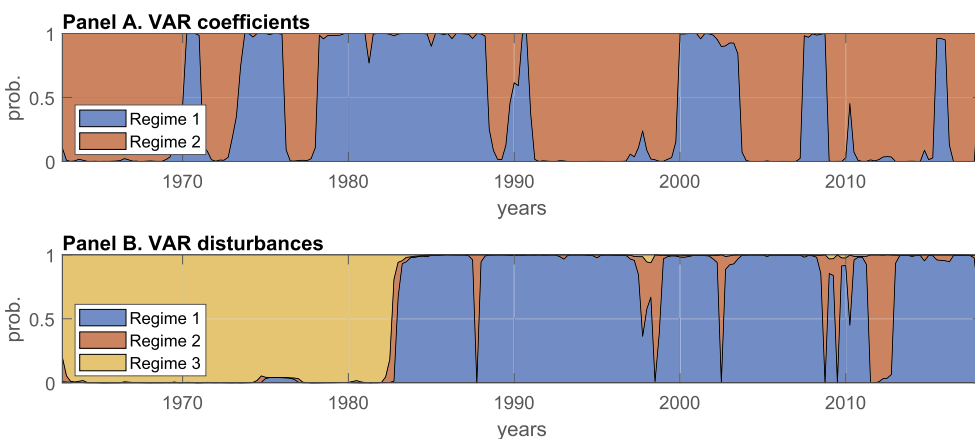 Panel A. VAR coefficients
1
0.5
0
prob.
Regime 1
Regime 2
1970
1980
1990
2000
2010
years
Panel B. VAR disturbances
1
0.5
0
prob.
Regime 1
Regime 2
Regime 3
1970
1980
1990
2000
2010
years